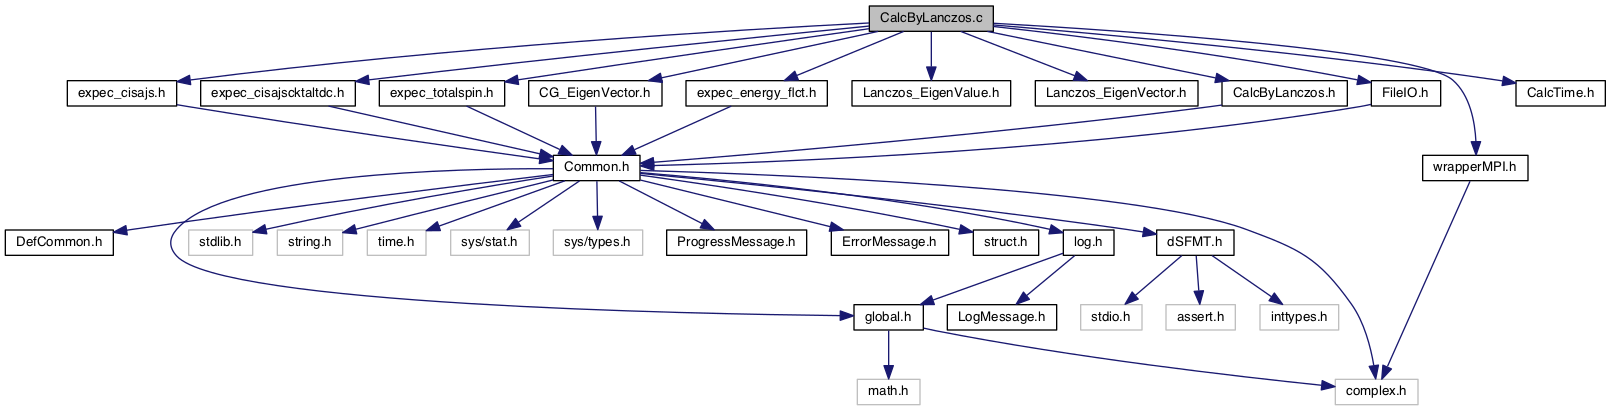 CalcByLanczos.c
expec_cisajs.h
expec_cisajscktaltdc.h
expec_totalspin.h
CG_EigenVector.h
expec_energy_flct.h
Lanczos_EigenValue.h
Lanczos_EigenVector.h
CalcByLanczos.h
FileIO.h
CalcTime.h
Common.h
wrapperMPI.h
DefCommon.h
stdlib.h
string.h
time.h
sys/stat.h
sys/types.h
ProgressMessage.h
ErrorMessage.h
struct.h
log.h
dSFMT.h
global.h
LogMessage.h
stdio.h
assert.h
inttypes.h
math.h
complex.h